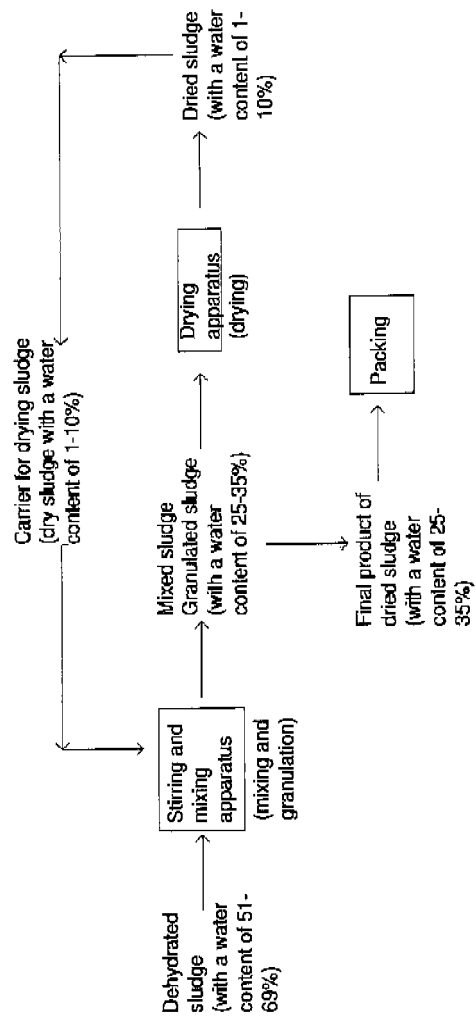 Carrier for drying sludge
(dry sludge with a water
content of 1-10%)
Dehydrated
sludge
(with a water
content of 51-
69%)
Stirring and
mixing
apparatus
(mixing and
granulation)
Mixed sludge
Granulated sludge
(with a water
content of 25-35%)
Drying
apparatus
(drying)
Dried sludge
(with a water
content of 1-
10%)
Final product of
dried sludge
(with a water
content of 25-
35%)
Packing